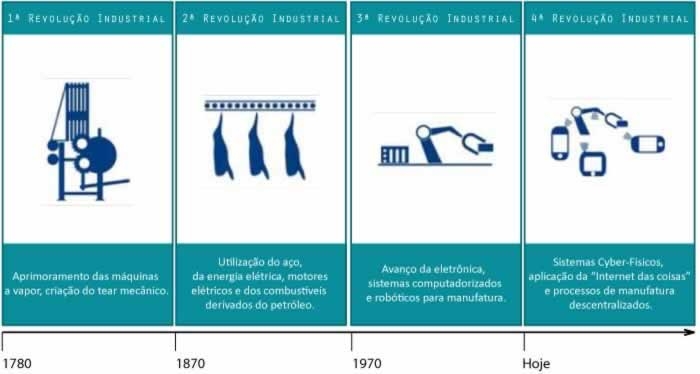 1ª Revolução Industrial
2ª Revolução Industrial
3ª Revolução Industrial
4ª Revolução Industrial
Aprimoramento das máquinas
a vapor, criação do tear mecânico.
Utilização do aço,
da energia elétrica, motores
elétricos e dos combustíveis
derivados do petróleo.
Avanço da eletrônica,
sistemas computadorizados
e robóticos para manufatura.
Sistemas Cyber-Físicos,
aplicação da “Internet das coisas”
e processos de manufatura
descentralizados.
1780
1870
1970
Hoje